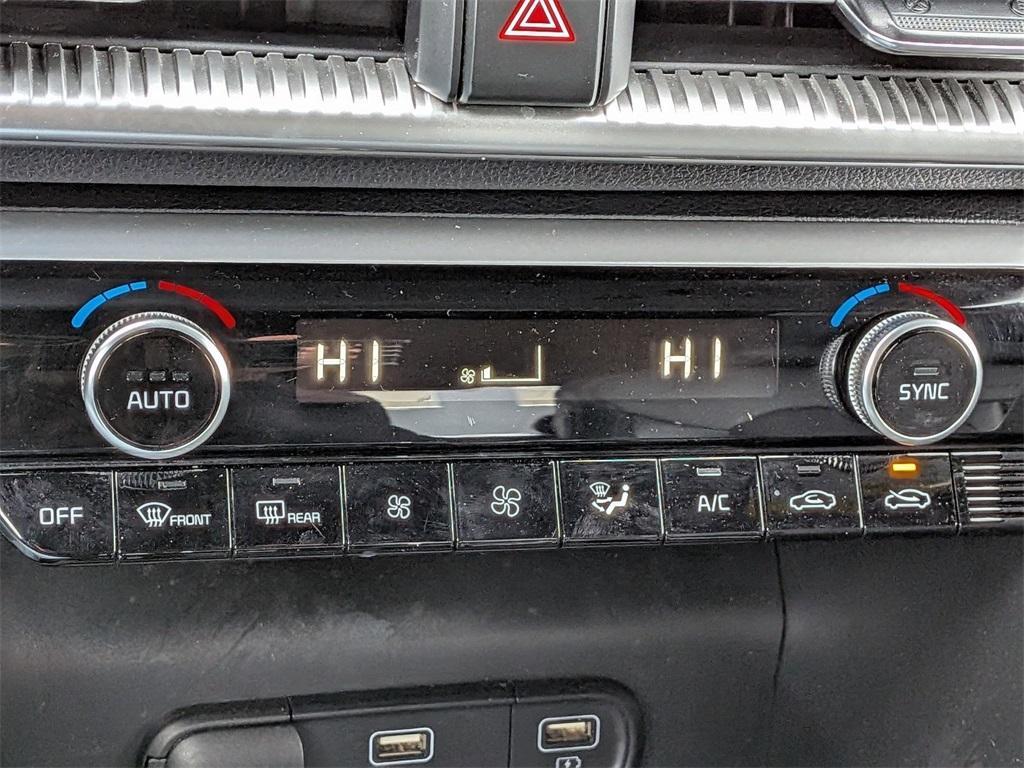 HI HI
AUTO SYNC
OFF FRONT REAR A/C